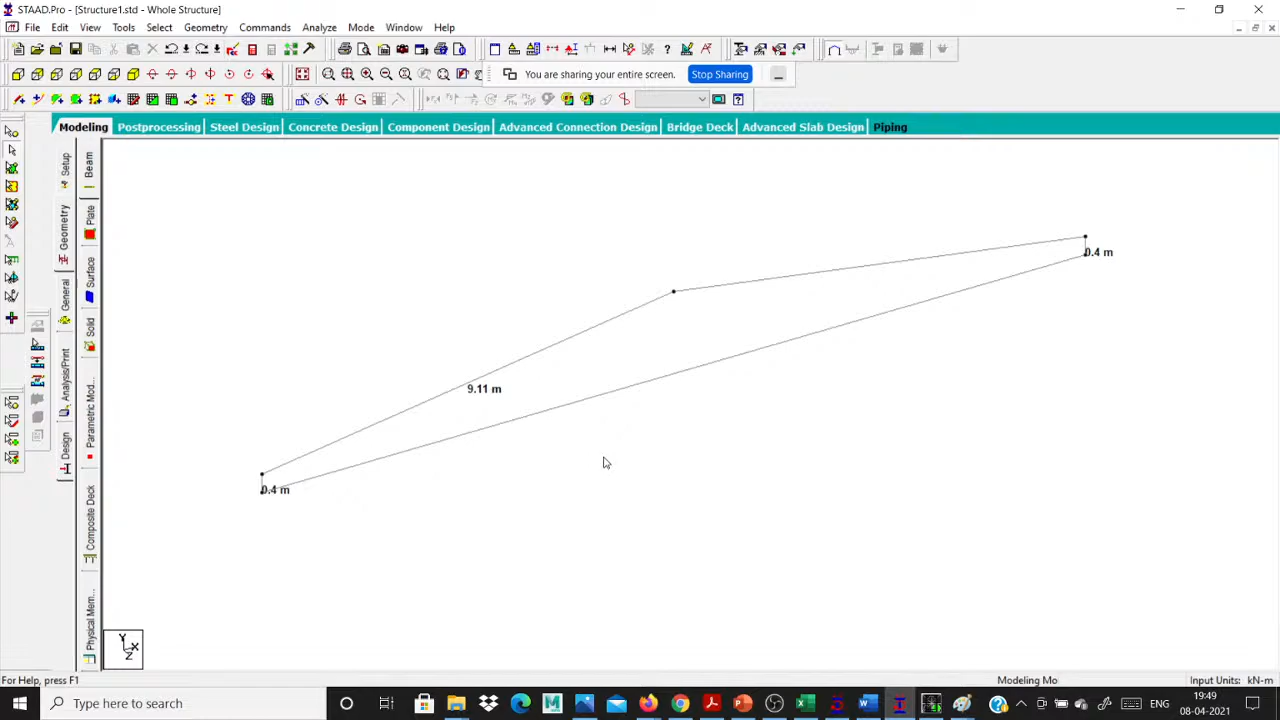 STAAD.Pro - [Structure1.std - Whole Structure]
File Edit View Tools Select Geometry Commands Analyze Mode Window Help
You are sharing your entire screen. Stop Sharing
Modeling Postprocessing Steel Design Concrete Design Component Design Advanced Connection Design Bridge Deck Advanced Slab Design Piping
Setup
Geometry
General
Analysis/Print
Design
Beam
Plate
Surface
Solid
Parametric Mod...
Composite Deck
Physical Mem...
0.4 m
9.11 m
0.4 m
Y
X
Z
For Help, press F1
Modeling Mo
Input Units: kN-m
Type here to search
ENG
19:49
08-04-2021